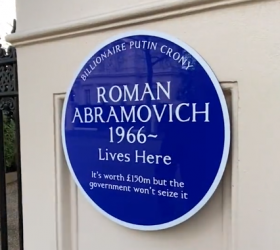 BILLIONAIRE PUTIN CRONY
ROMAN
ABRAMOVICH
1966~
Lives Here
It's worth £150m but the
government won't seize it